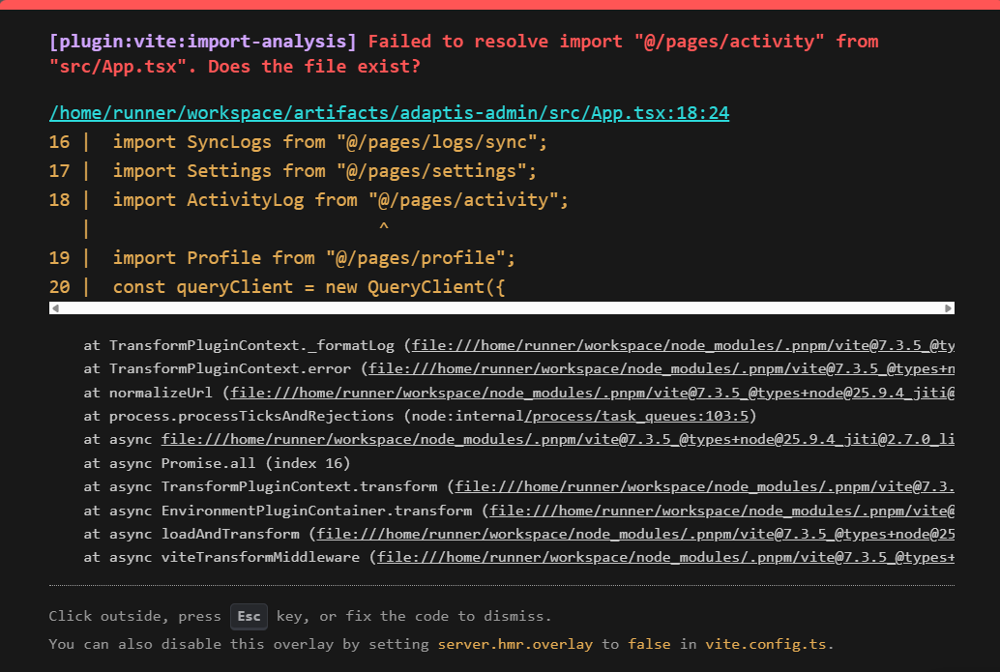 [plugin:vite:import-analysis] Failed to resolve import "@/pages/activity" from
"src/App.tsx". Does the file exist?
/home/runner/workspace/artifacts/adaptis-admin/src/App.tsx:18:24
16 |  import SyncLogs from "@/pages/logs/sync";
17 |  import Settings from "@/pages/settings";
18 |  import ActivityLog from "@/pages/activity";
   |                          ^
19 |  import Profile from "@/pages/profile";
20 |  const queryClient = new QueryClient({
at TransformPluginContext._formatLog (file:///home/runner/workspace/node_modules/.pnpm/vite@7.3.5_@ty
at TransformPluginContext.error (file:///home/runner/workspace/node_modules/.pnpm/vite@7.3.5_@types+n
at normalizeUrl (file:///home/runner/workspace/node_modules/.pnpm/vite@7.3.5_@types+node@25.9.4_jiti@
at process.processTicksAndRejections (node:internal/process/task_queues:103:5)
at async file:///home/runner/workspace/node_modules/.pnpm/vite@7.3.5_@types+node@25.9.4_jiti@2.7.0_li
at async Promise.all (index 16)
at async TransformPluginContext.transform (file:///home/runner/workspace/node_modules/.pnpm/vite@7.3.
at async EnvironmentPluginContainer.transform (file:///home/runner/workspace/node_modules/.pnpm/vite@
at async loadAndTransform (file:///home/runner/workspace/node_modules/.pnpm/vite@7.3.5_@types+node@25
at async viteTransformMiddleware (file:///home/runner/workspace/node_modules/.pnpm/vite@7.3.5_@types+
Click outside, press Esc key, or fix the code to dismiss.
You can also disable this overlay by setting server.hmr.overlay to false in vite.config.ts.